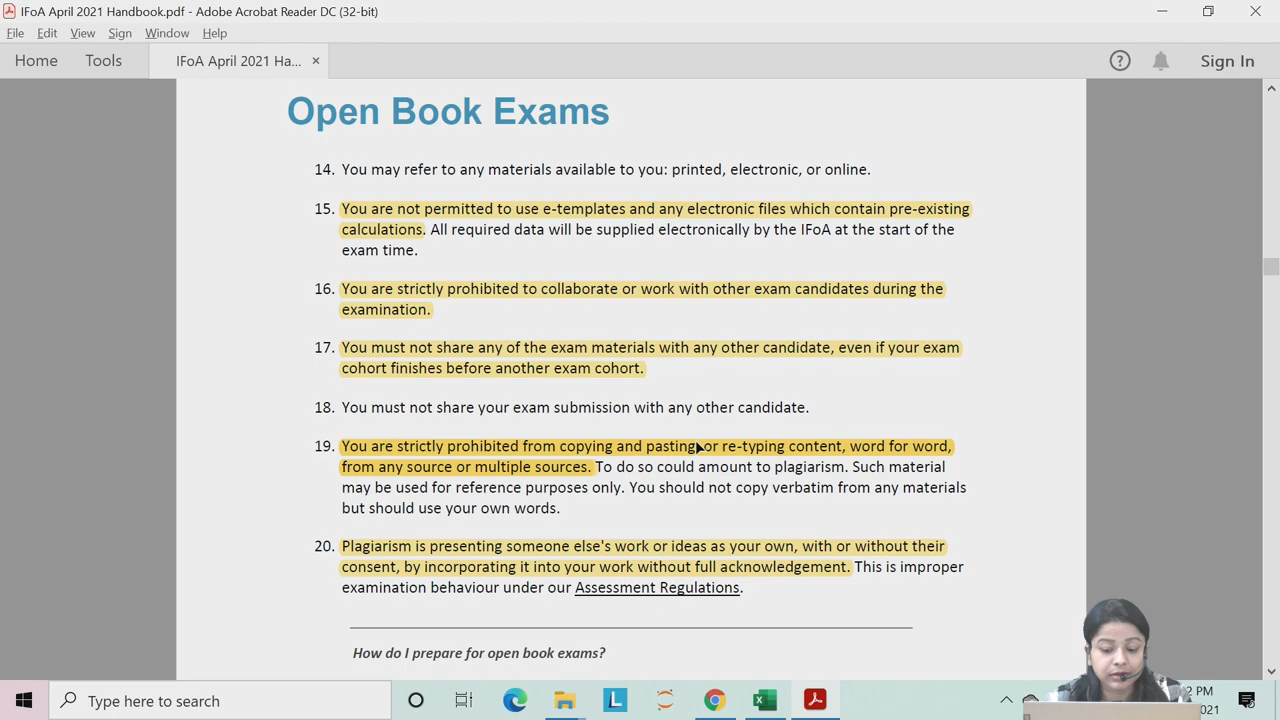 IFoA April 2021 Handbook.pdf - Adobe Acrobat Reader DC (32-bit)
File Edit View Sign Window Help
Home Tools IFoA April 2021 Ha... × ? Sign In
Open Book Exams
14. You may refer to any materials available to you: printed, electronic, or online.
15. You are not permitted to use e-templates and any electronic files which contain pre-existing
calculations. All required data will be supplied electronically by the IFoA at the start of the
exam time.
16. You are strictly prohibited to collaborate or work with other exam candidates during the
examination.
17. You must not share any of the exam materials with any other candidate, even if your exam
cohort finishes before another exam cohort.
18. You must not share your exam submission with any other candidate.
19. You are strictly prohibited from copying and pasting or re-typing content, word for word,
from any source or multiple sources. To do so could amount to plagiarism. Such material
may be used for reference purposes only. You should not copy verbatim from any materials
but should use your own words.
20. Plagiarism is presenting someone else's work or ideas as your own, with or without their
consent, by incorporating it into your work without full acknowledgement. This is improper
examination behaviour under our Assessment Regulations.
How do I prepare for open book exams?
Type here to search
L
2 PM
2021